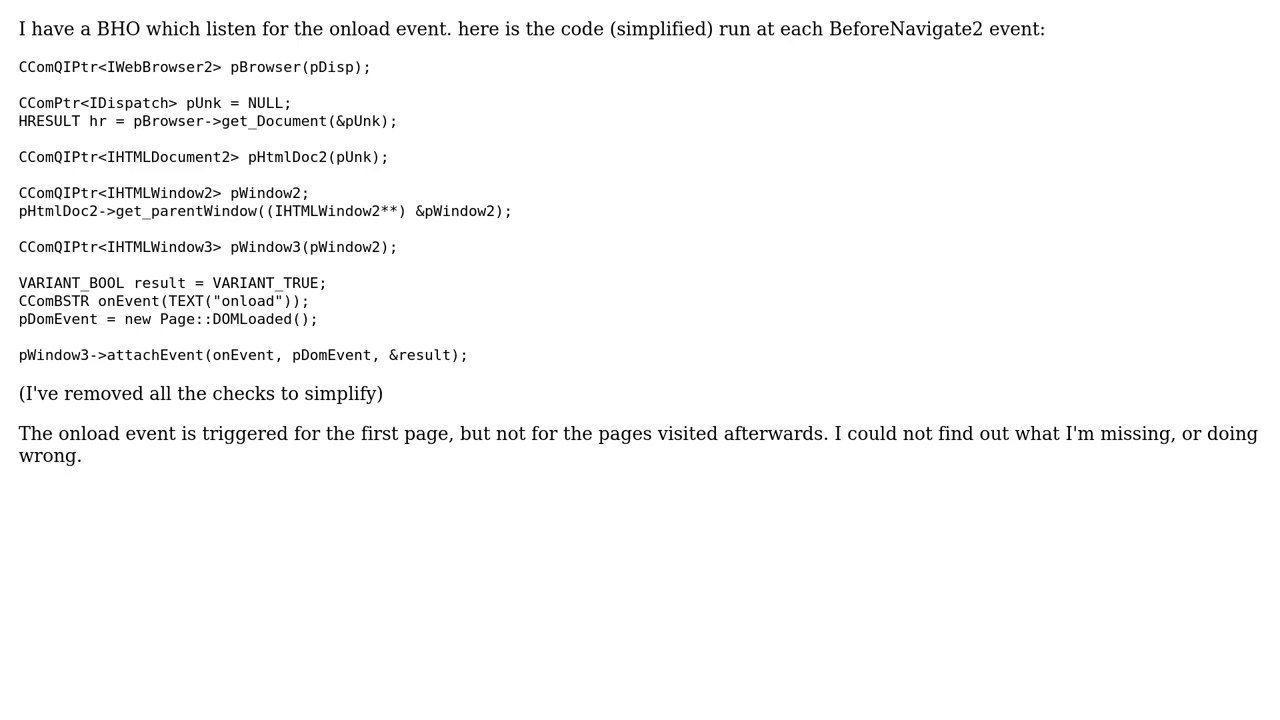 I have a BHO which listen for the onload event. here is the code (simplified) run at each BeforeNavigate2 event:
CComQIPtr<IWebBrowser2> pBrowser(pDisp);
CComPtr<IDispatch> pUnk = NULL;
HRESULT hr = pBrowser->get_Document(&pUnk);
CComQIPtr<IHTMLDocument2> pHtmlDoc2(pUnk);
CComQIPtr<IHTMLWindow2> pWindow2;
pHtmlDoc2->get_parentWindow((IHTMLWindow2**) &pWindow2);
CComQIPtr<IHTMLWindow3> pWindow3(pWindow2);
VARIANT_BOOL result = VARIANT_TRUE;
CComBSTR onEvent(TEXT("onload"));
pDomEvent = new Page::DOMLoaded();
pWindow3->attachEvent(onEvent, pDomEvent, &result);
(I've removed all the checks to simplify)
The onload event is triggered for the first page, but not for the pages visited afterwards. I could not find out what I'm missing, or doing
wrong.